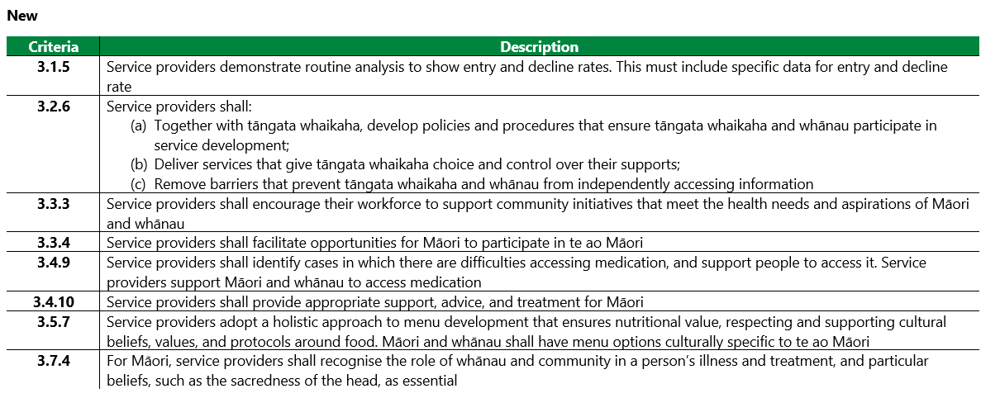 New
Criteria Description
3.1.5 Service providers demonstrate routine analysis to show entry and decline rates. This must include specific data for entry and decline
rate
3.2.6 Service providers shall:
(a) Together with tāngata whaikaha, develop policies and procedures that ensure tāngata whaikaha and whānau participate in
service development;
(b) Deliver services that give tāngata whaikaha choice and control over their supports;
(c) Remove barriers that prevent tāngata whaikaha and whānau from independently accessing information
3.3.3 Service providers shall encourage their workforce to support community initiatives that meet the health needs and aspirations of Māori
and whānau
3.3.4 Service providers shall facilitate opportunities for Māori to participate in te ao Māori
3.4.9 Service providers shall identify cases in which there are difficulties accessing medication, and support people to access it. Service
providers support Māori and whānau to access medication
3.4.10 Service providers shall provide appropriate support, advice, and treatment for Māori
3.5.7 Service providers adopt a holistic approach to menu development that ensures nutritional value, respecting and supporting cultural
beliefs, values, and protocols around food. Māori and whānau shall have menu options culturally specific to te ao Māori
3.7.4 For Māori, service providers shall recognise the role of whānau and community in a person’s illness and treatment, and particular
beliefs, such as the sacredness of the head, as essential